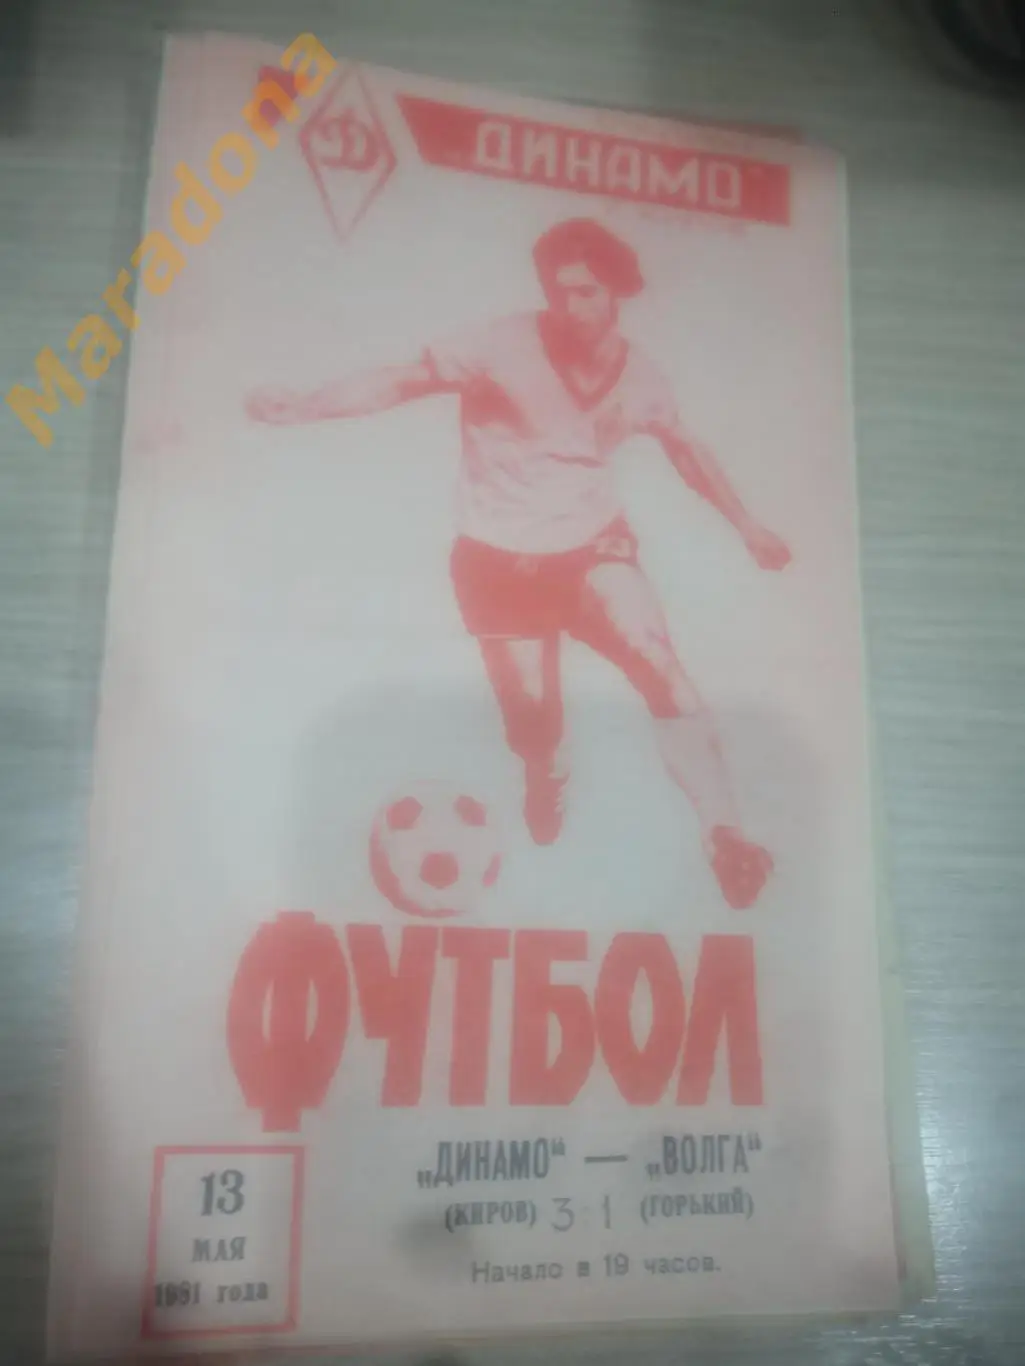 Maradona
Д
"ДИНАМО"
ФУТБОЛ
„ДИНАМО“ — „ВОЛГА“
(КИРОВ) 3:1 (ГОРЬКИЙ)
Начало в 19 часов.
13
МАЯ
1981 года